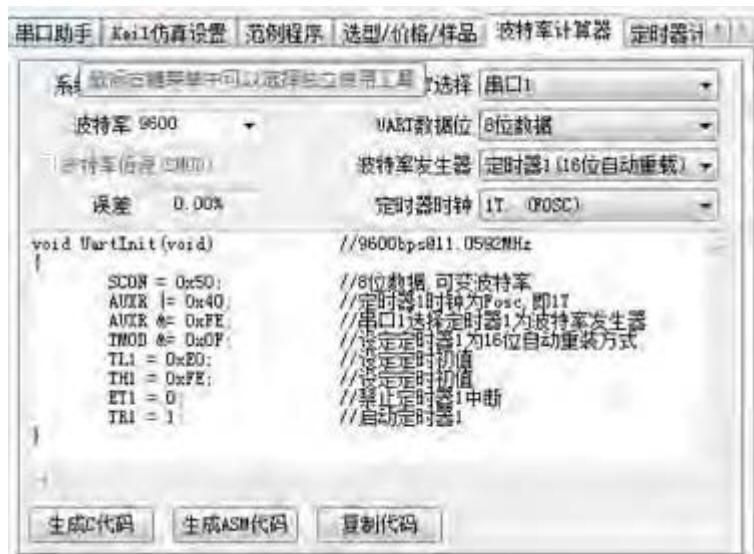 串口助手 Keil仿真设置 范例程序 选型/价格/样品 波特率计算器 定时器计
系 选择 串口1
波特率 9600 UART数据位 8位数据
波特率倍速(SMOD) 波特率发生器 定时器1(16位自动重载)
误差 0.00% 定时器时钟 1T (FOSC)
void UartInit(void) //9600bps@11.0592MHz
{
SCON = 0x50; //8位数据,可变波特率
AUXR |= 0x40; //定时器1时钟为Fosc,即1T
AUXR &= 0xFE; //串口1选择定时器1为波特率发生器
TMOD &= 0x0F; //设定定时器1为16位自动重装方式
TL1 = 0xE0; //设定定时初值
TH1 = 0xFE; //设定定时初值
ET1 = 0; //禁止定时器1中断
TR1 = 1; //启动定时器1
}
生成C代码 生成ASM代码 复制代码